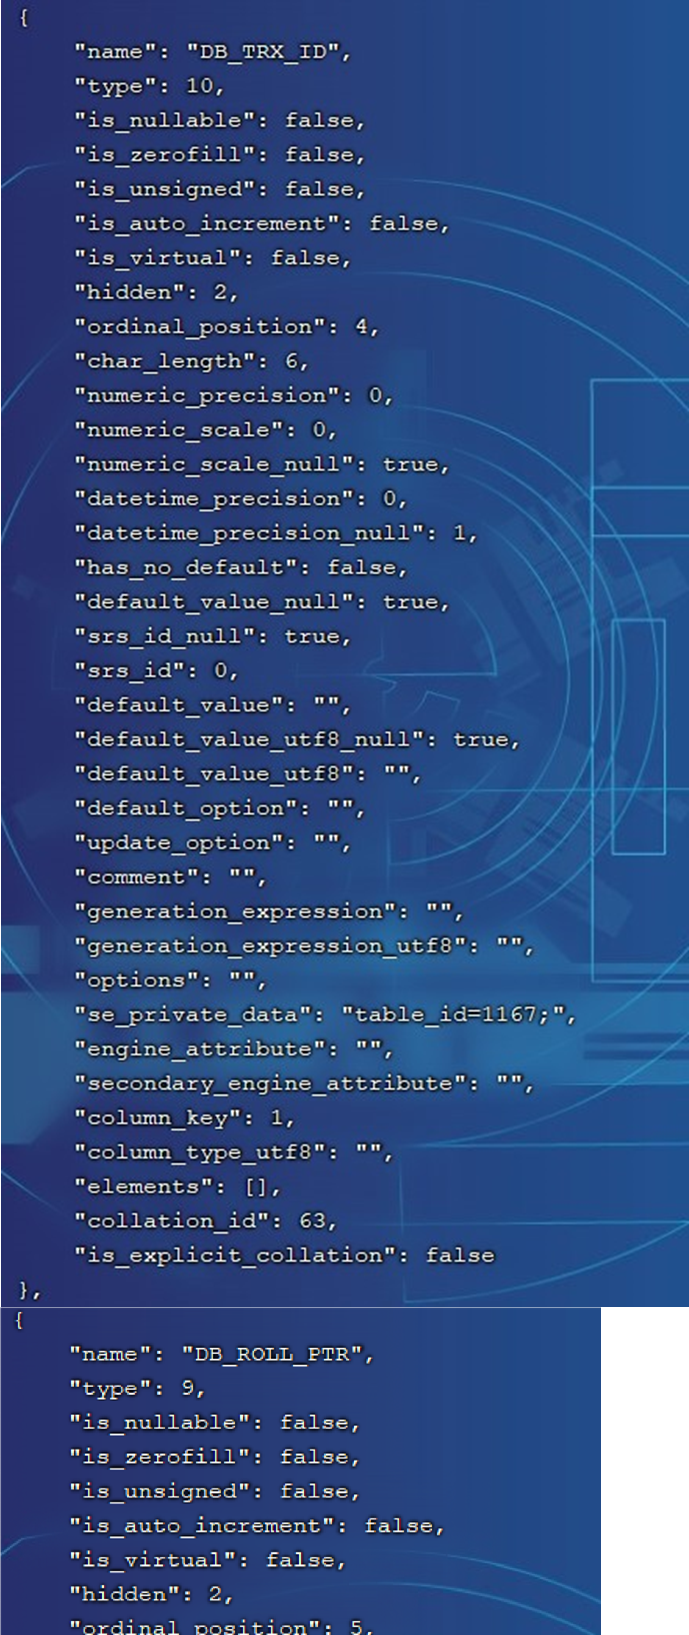 {
"name": "DB_TRX_ID",
"type": 10,
"is_nullable": false,
"is_zerofill": false,
"is_unsigned": false,
"is_auto_increment": false,
"is_virtual": false,
"hidden": 2,
"ordinal_position": 4,
"char_length": 6,
"numeric_precision": 0,
"numeric_scale": 0,
"numeric_scale_null": true,
"datetime_precision": 0,
"datetime_precision_null": 1,
"has_no_default": false,
"default_value_null": true,
"srs_id_null": true,
"srs_id": 0,
"default_value": "",
"default_value_utf8_null": true,
"default_value_utf8": "",
"default_option": "",
"update_option": "",
"comment": "",
"generation_expression": "",
"generation_expression_utf8": "",
"options": "",
"se_private_data": "table_id=1167;",
"engine_attribute": "",
"secondary_engine_attribute": "",
"column_key": 1,
"column_type_utf8": "",
"elements": [],
"collation_id": 63,
"is_explicit_collation": false
},
{
"name": "DB_ROLL_PTR",
"type": 9,
"is_nullable": false,
"is_zerofill": false,
"is_unsigned": false,
"is_auto_increment": false,
"is_virtual": false,
"hidden": 2,
"ordinal_position": 5,